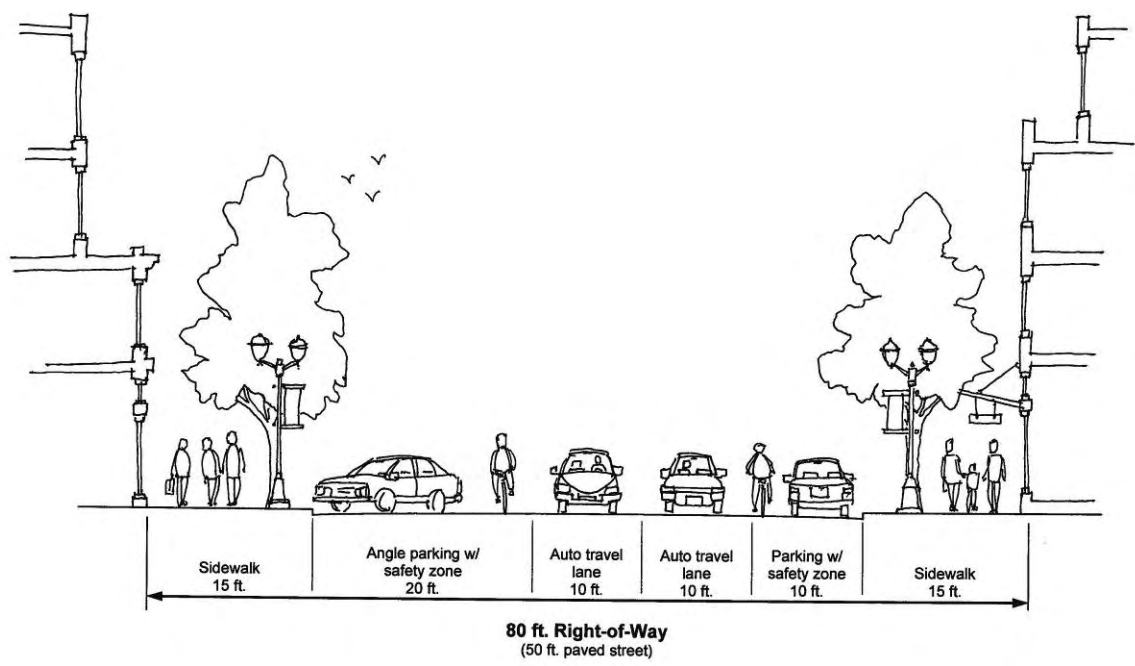 Sidewalk
15 ft.
Angle parking w/
safety zone
20 ft.
Auto travel
lane
10 ft.
Auto travel
lane
10 ft.
Parking w/
safety zone
10 ft.
Sidewalk
15 ft.
80 ft. Right-of-Way
(50 ft. paved street)